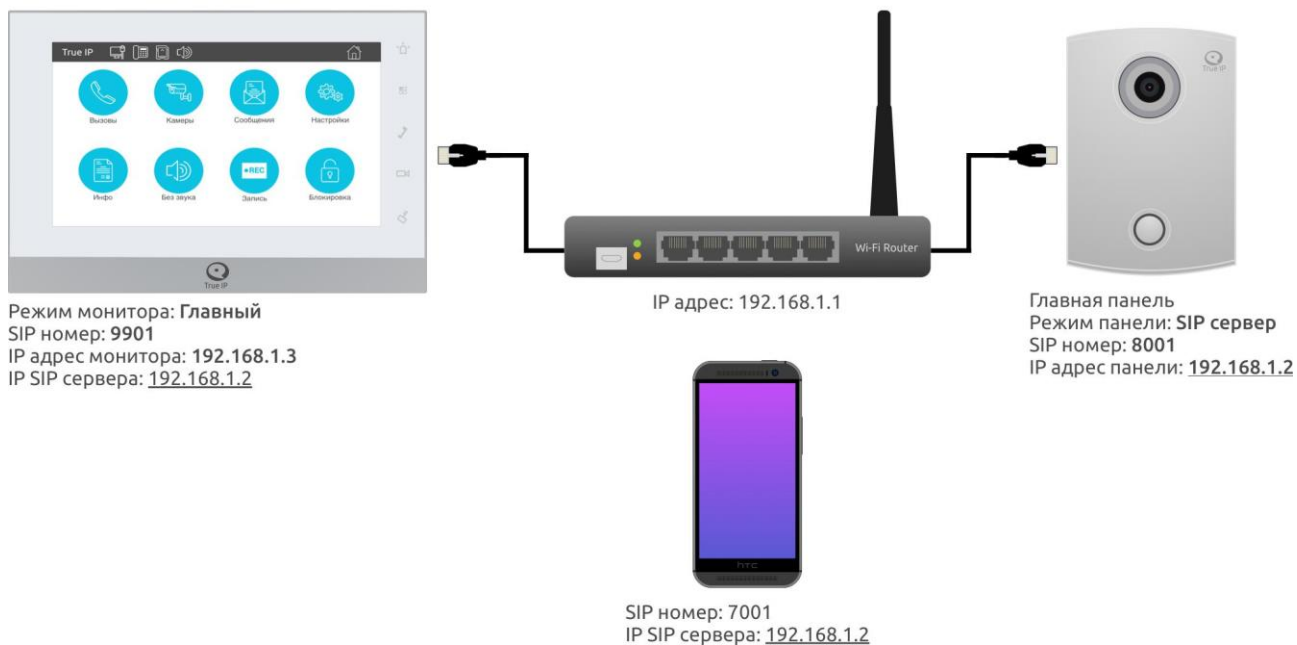 True IP
Вызовы
Камеры
Сообщения
Настройки
Инфо
Без звука
•REC
Запись
Блокировка
True IP
Режим монитора: Главный
SIP номер: 9901
IP адрес монитора: 192.168.1.3
IP SIP сервера: 192.168.1.2
Wi-Fi Router
IP адрес: 192.168.1.1
True IP
Главная панель
Режим панели: SIP сервер
SIP номер: 8001
IP адрес панели: 192.168.1.2
hTC
SIP номер: 7001
IP SIP сервера: 192.168.1.2